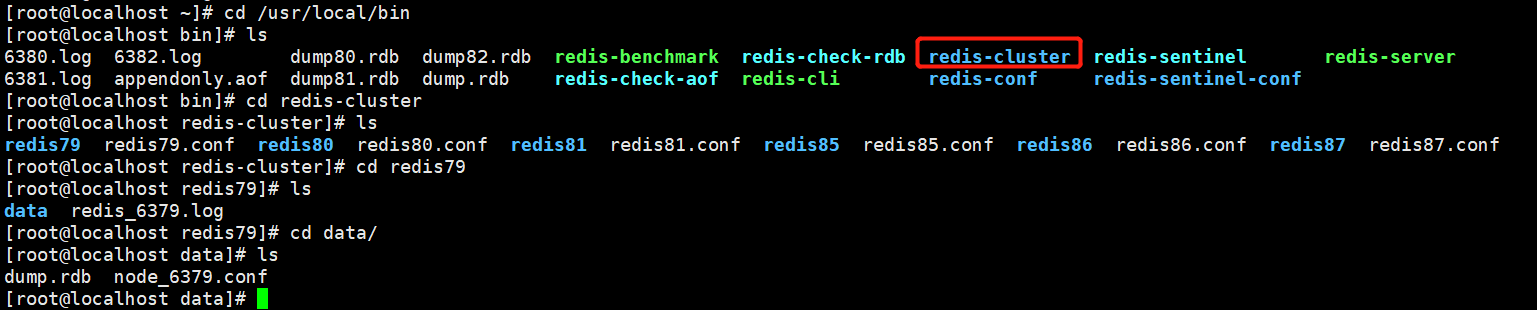 [root@localhost ~]# cd /usr/local/bin
[root@localhost bin]# ls
6380.log  6382.log        dump80.rdb  dump82.rdb  redis-benchmark  redis-check-rdb  redis-cluster  redis-sentinel       redis-server
6381.log  appendonly.aof  dump81.rdb  dump.rdb    redis-check-aof  redis-cli        redis-conf     redis-sentinel-conf
[root@localhost bin]# cd redis-cluster
[root@localhost redis-cluster]# ls
redis79  redis79.conf  redis80  redis80.conf  redis81  redis81.conf  redis85  redis85.conf  redis86  redis86.conf  redis87  redis87.conf
[root@localhost redis-cluster]# cd redis79
[root@localhost redis79]# ls
data  redis_6379.log
[root@localhost redis79]# cd data/
[root@localhost data]# ls
dump.rdb  node_6379.conf
[root@localhost data]#